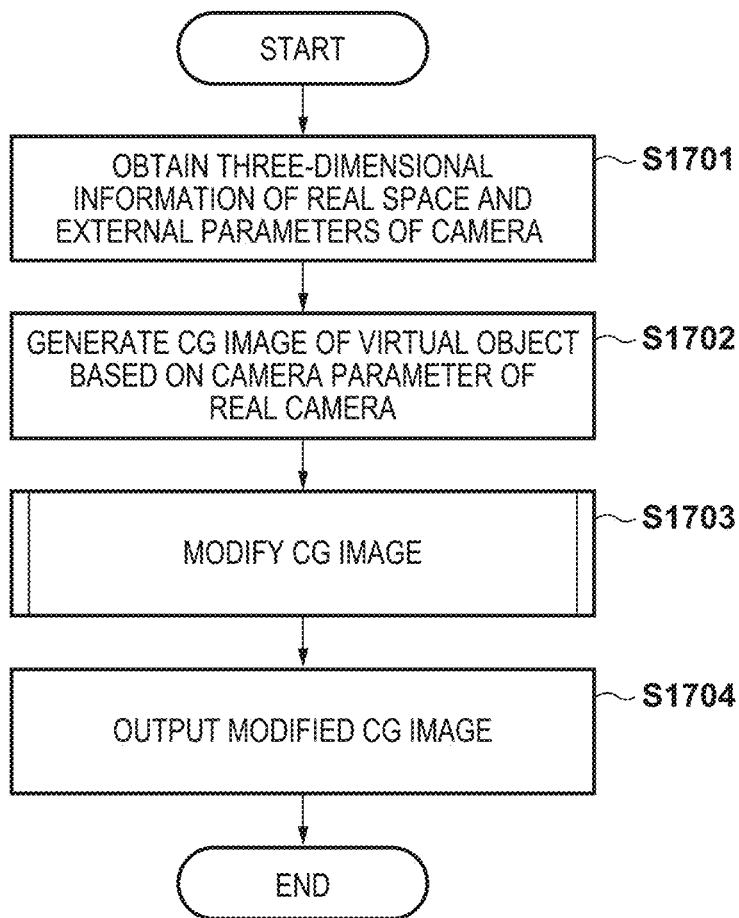 START
OBTAIN THREE-DIMENSIONAL
INFORMATION OF REAL SPACE AND
EXTERNAL PARAMETERS OF CAMERA
S1701
GENERATE CG IMAGE OF VIRTUAL OBJECT
BASED ON CAMERA PARAMETER OF
REAL CAMERA
S1702
MODIFY CG IMAGE
S1703
OUTPUT MODIFIED CG IMAGE
S1704
END